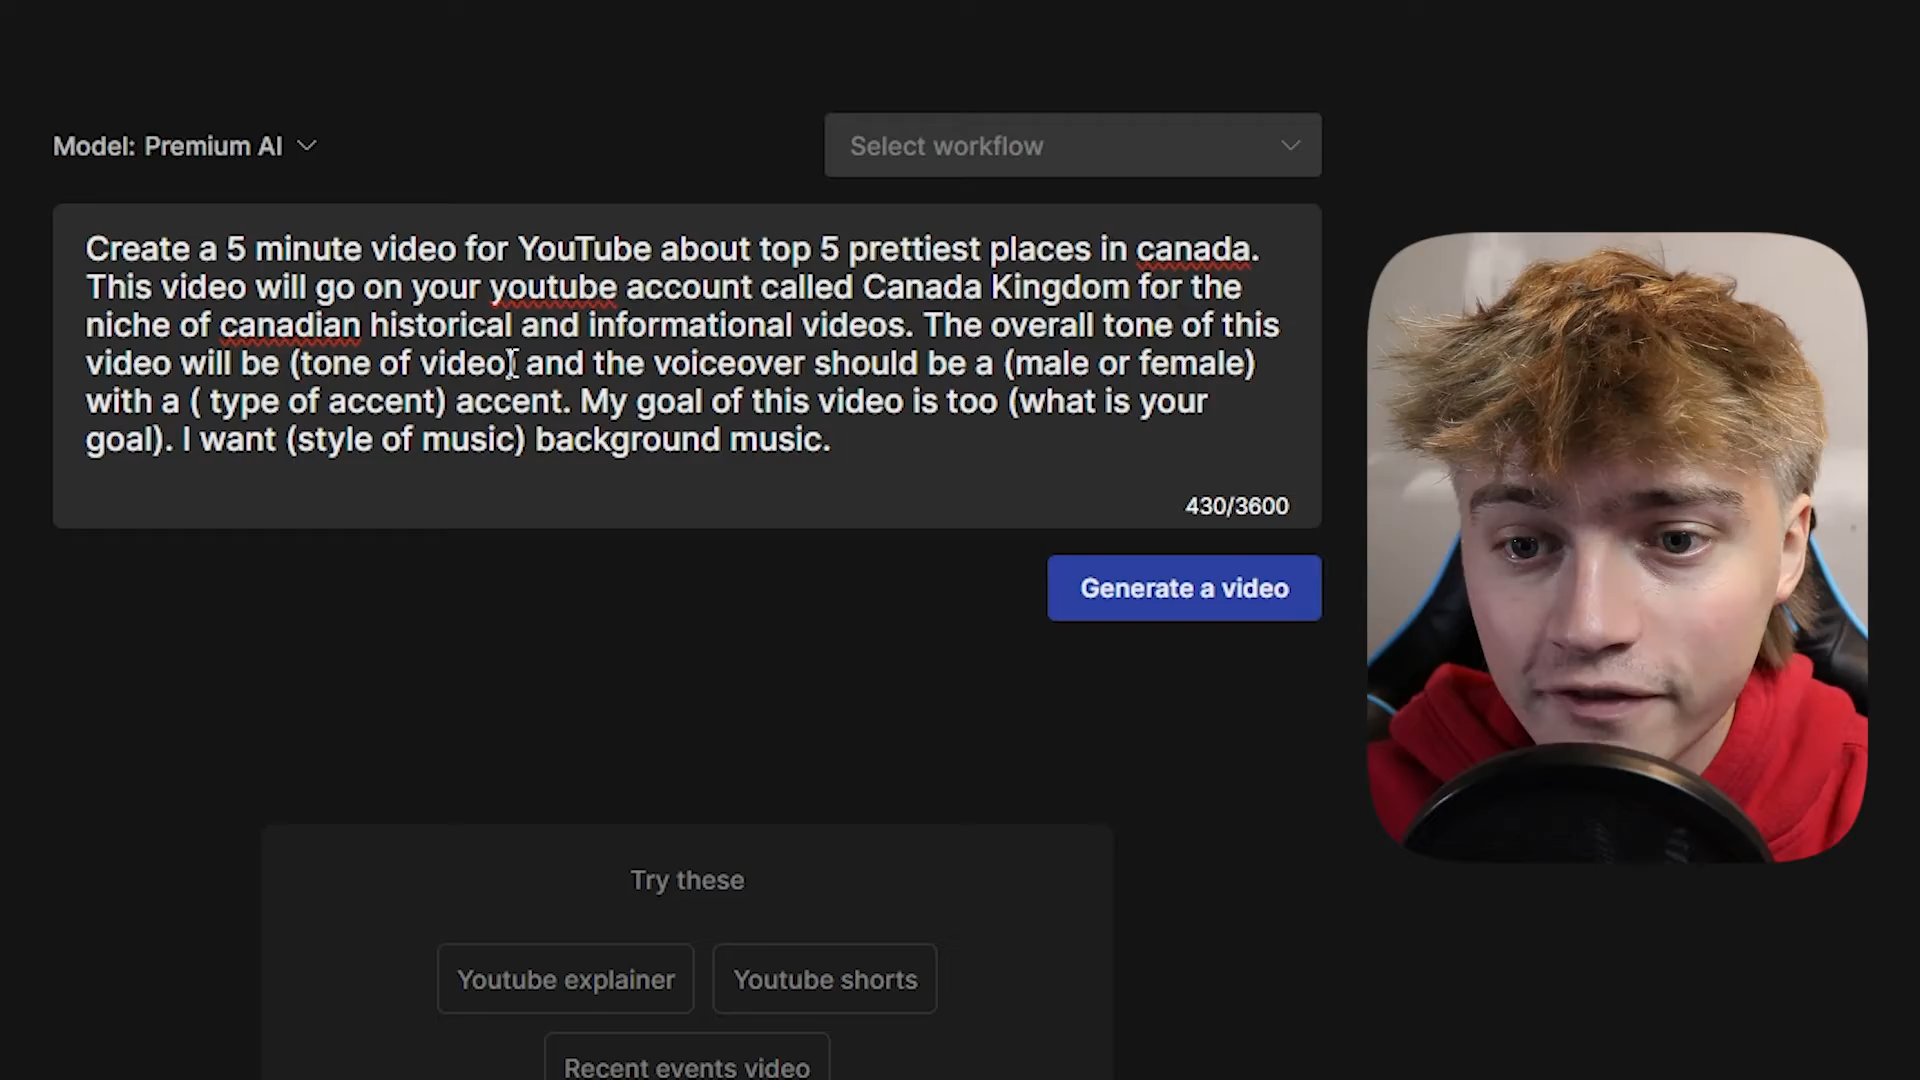 Model: Premium AI
Select workflow
Create a 5 minute video for YouTube about top 5 prettiest places in canada.
This video will go on your youtube account called Canada Kingdom for the
niche of canadian historical and informational videos. The overall tone of this
video will be (tone of video) and the voiceover should be a (male or female)
with a ( type of accent) accent. My goal of this video is too (what is your
goal). I want (style of music) background music.
430/3600
Generate a video
Try these
Youtube explainer
Youtube shorts
Recent events video